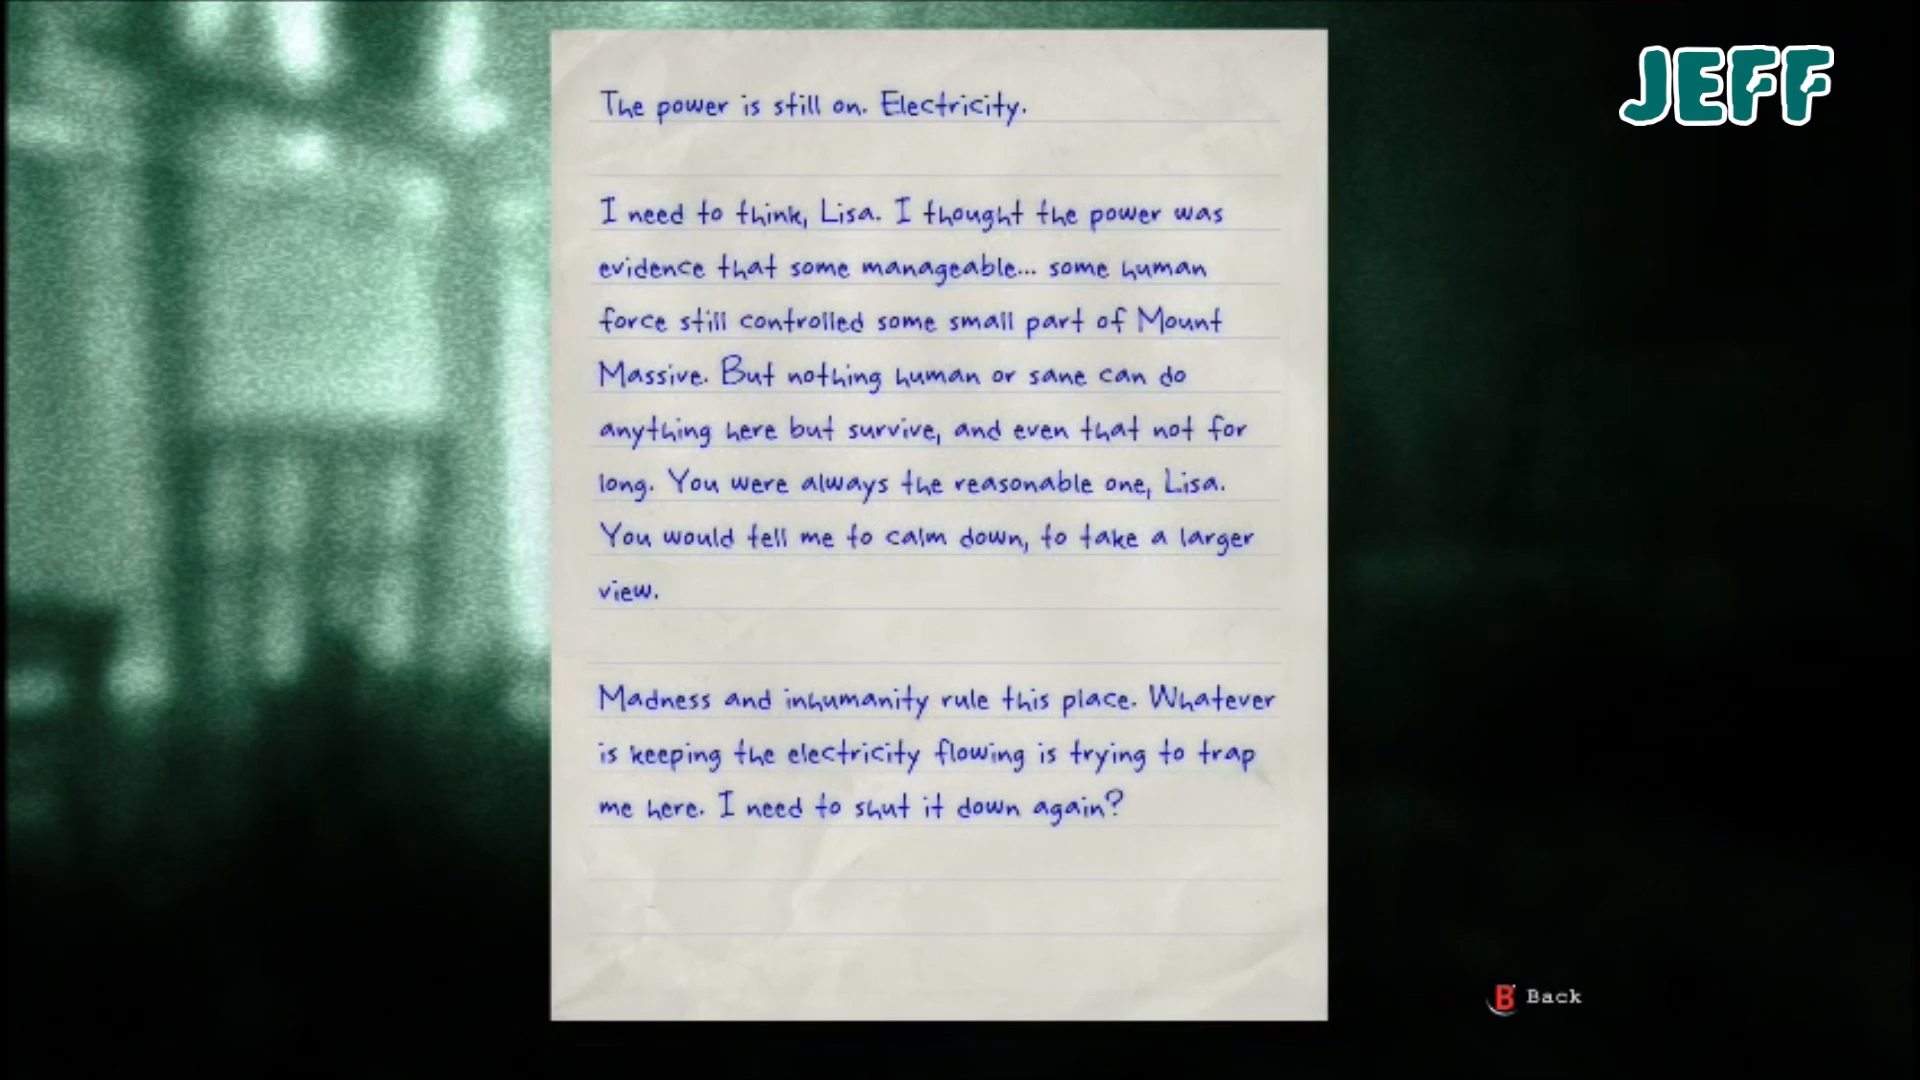 JEFF
The power is still on. Electricity.
I need to think, Lisa. I thought the power was
evidence that some manageable... some human
force still controlled some small part of Mount
Massive. But nothing human or sane can do
anything here but survive, and even that not for
long. You were always the reasonable one, Lisa.
You would tell me to calm down, to take a larger
view.
Madness and inhumanity rule this place. Whatever
is keeping the electricity flowing is trying to trap
me here. I need to shut it down again?
B Back